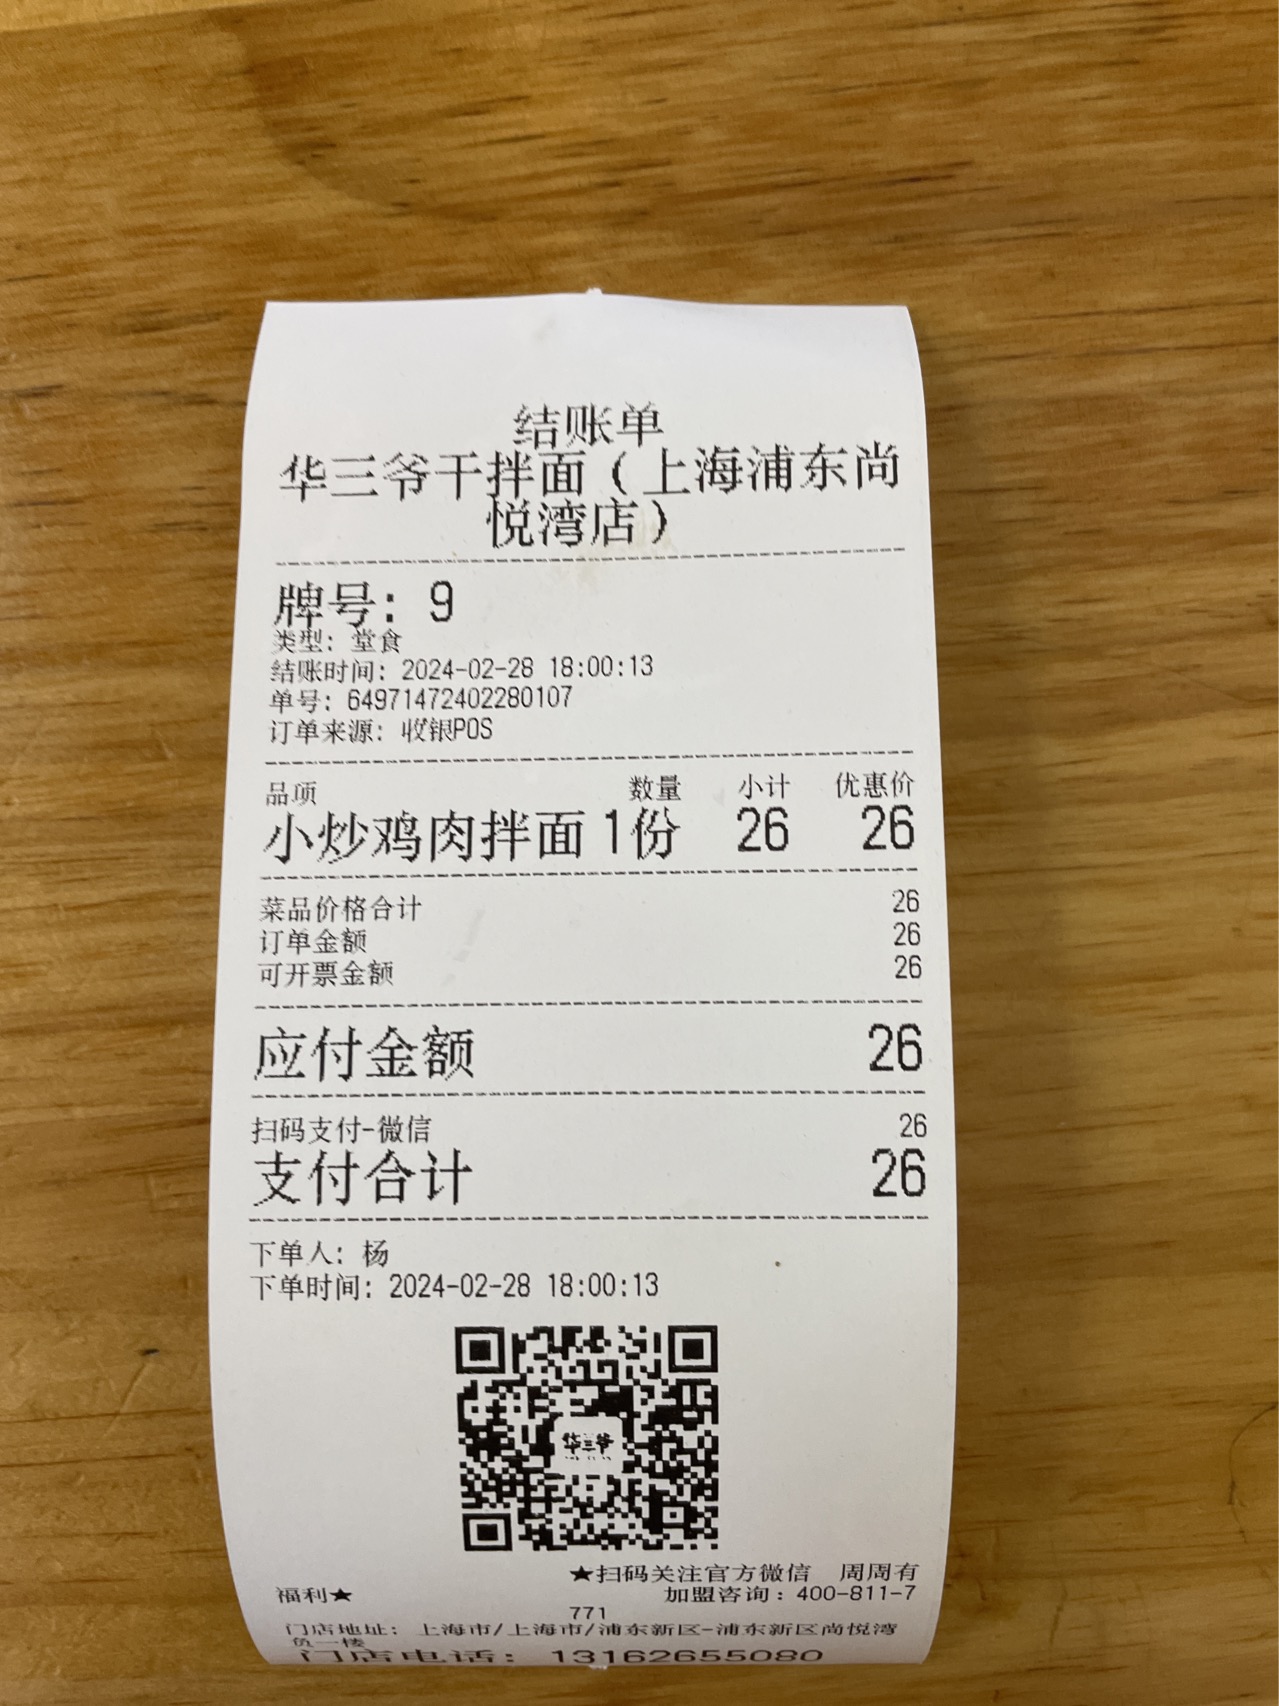 结账单
华三爷干拌面（上海浦东尚
悦湾店）
牌号: 9
类型: 堂食
结账时间: 2024-02-28 18:00:13
单号: 64971472402280107
订单来源: 收银POS
品项 数量 小计 优惠价
小炒鸡肉拌面 1份 26 26
菜品价格合计 26
订单金额 26
可开票金额 26
应付金额 26
扫码支付-微信 26
支付合计 26
下单人: 杨
下单时间: 2024-02-28 18:00:13
华三爷
★扫码关注官方微信 周周有
福利★ 加盟咨询: 400-811-7
771
门店地址: 上海市/上海市/浦东新区-浦东新区尚悦湾
负一楼
门店电话: 13162655080